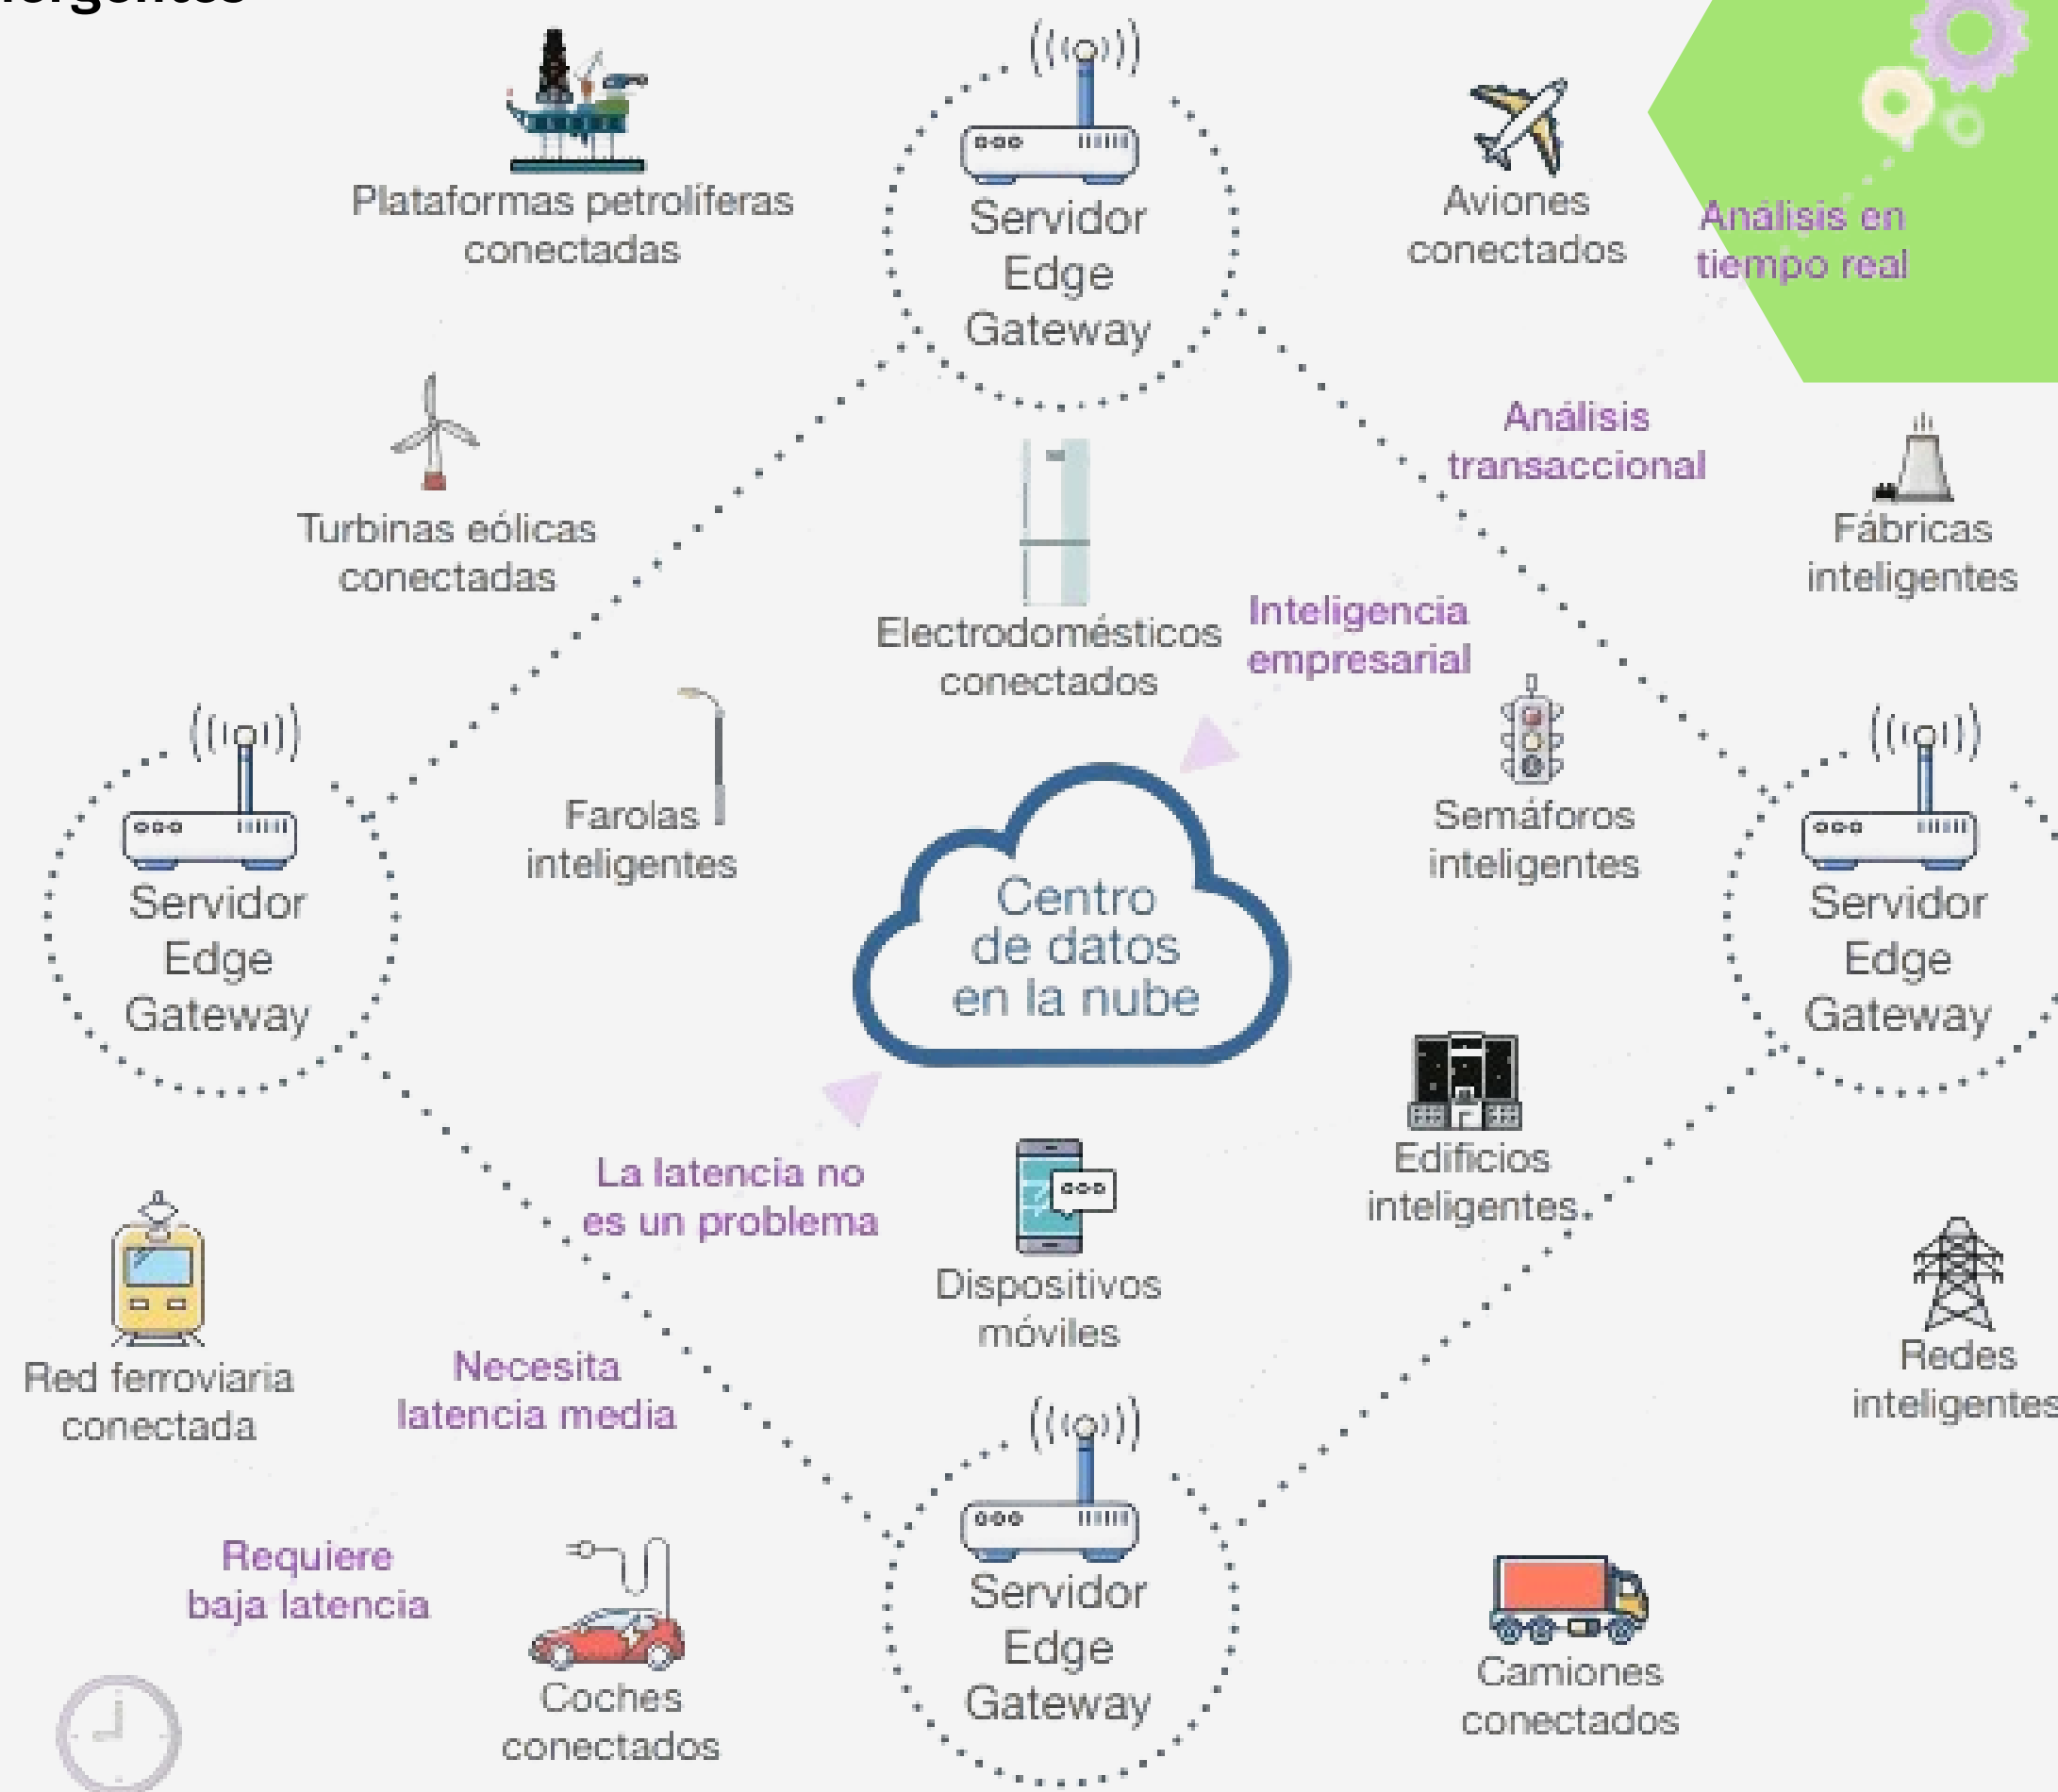 Plataformas petrolíferas
conectadas
Servidor
Edge
Gateway
Aviones
conectados
Análisis en
tiempo real
Turbinas eólicas
conectadas
Análisis
transaccional
Fábricas
inteligentes
Electrodomésticos
conectados
Inteligencia
empresarial
Farolas
inteligentes
Semáforos
inteligentes
Servidor
Edge
Gateway
Centro
de datos
en la nube
Servidor
Edge
Gateway
La latencia no
es un problema
Edificios
inteligentes
Dispositivos
móviles
Red ferroviaria
conectada
Necesita
latencia media
Redes
inteligentes
Requiere
baja latencia
Coches
conectados
Servidor
Edge
Gateway
Camiones
conectados